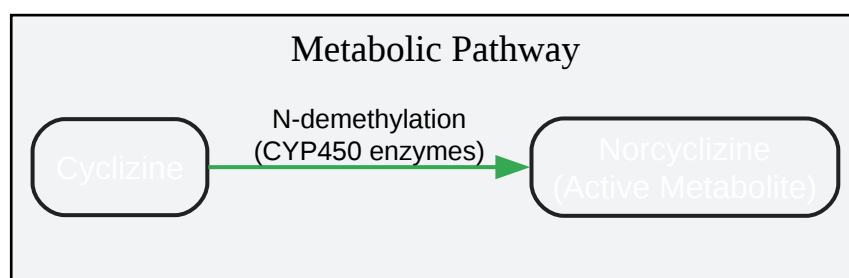 Metabolic Pathway
N-demethylation
(CYP450 enzymes)
Cyclizine
Norcyclizine
(Active Metabolite)